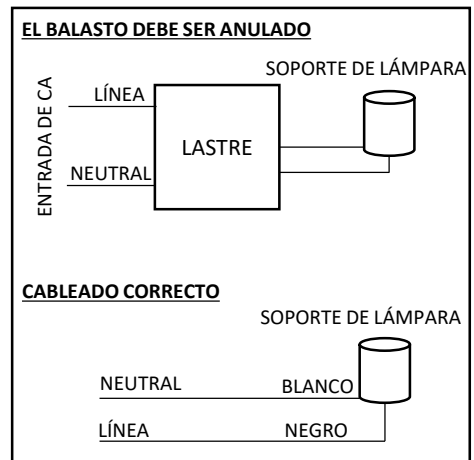 EL BALASTO DEBE SER ANULADO
SOPORTE DE LÁMPARA
ENTRADA DE CA
LÍNEA
LASTRE
NEUTRAL
CABLEADO CORRECTO
SOPORTE DE LÁMPARA
NEUTRAL BLANCO
LÍNEA NEGRO